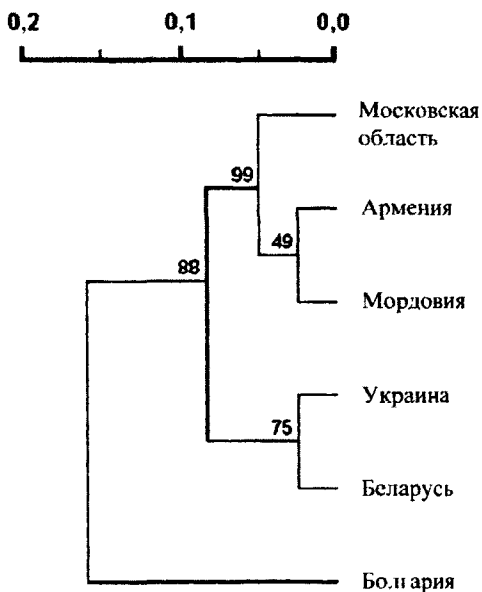 0,2 0,1 0,0
Московская
область
99
Армения
49
88
Мордовия
Украина
75
Беларусь
Болгария